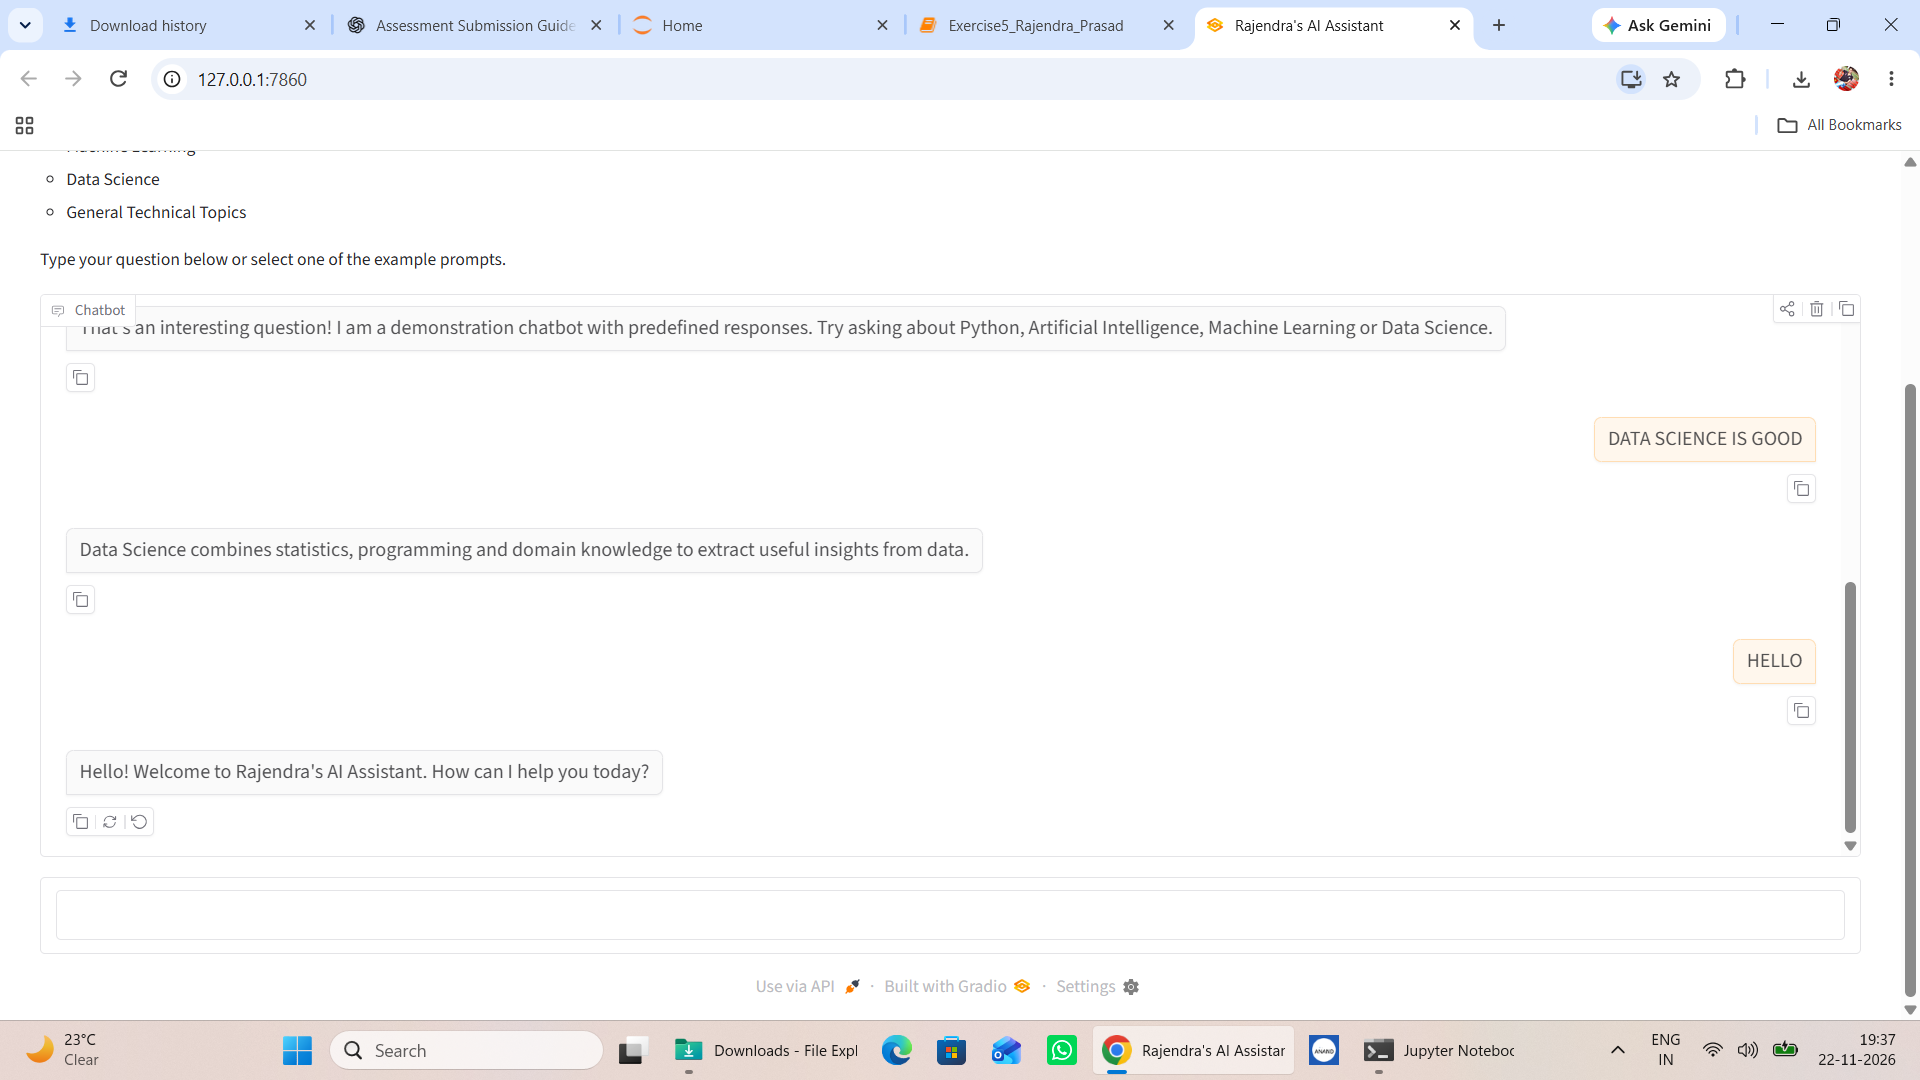 Download history
Assessment Submission Guide
Home
Exercise5_Rajendra_Prasad
Rajendra's AI Assistant
Ask Gemini
127.0.0.1:7860
All Bookmarks
Machine Learning
Data Science
General Technical Topics
Type your question below or select one of the example prompts.
Chatbot
That's an interesting question! I am a demonstration chatbot with predefined responses. Try asking about Python, Artificial Intelligence, Machine Learning or Data Science.
DATA SCIENCE IS GOOD
Data Science combines statistics, programming and domain knowledge to extract useful insights from data.
HELLO
Hello! Welcome to Rajendra's AI Assistant. How can I help you today?
Use via API · Built with Gradio · Settings
23°C
Clear
Search
Downloads - File Expl
ANAND
Rajendra's AI Assistar
Jupyter Noteboo
ENG
IN
19:37
22-11-2026